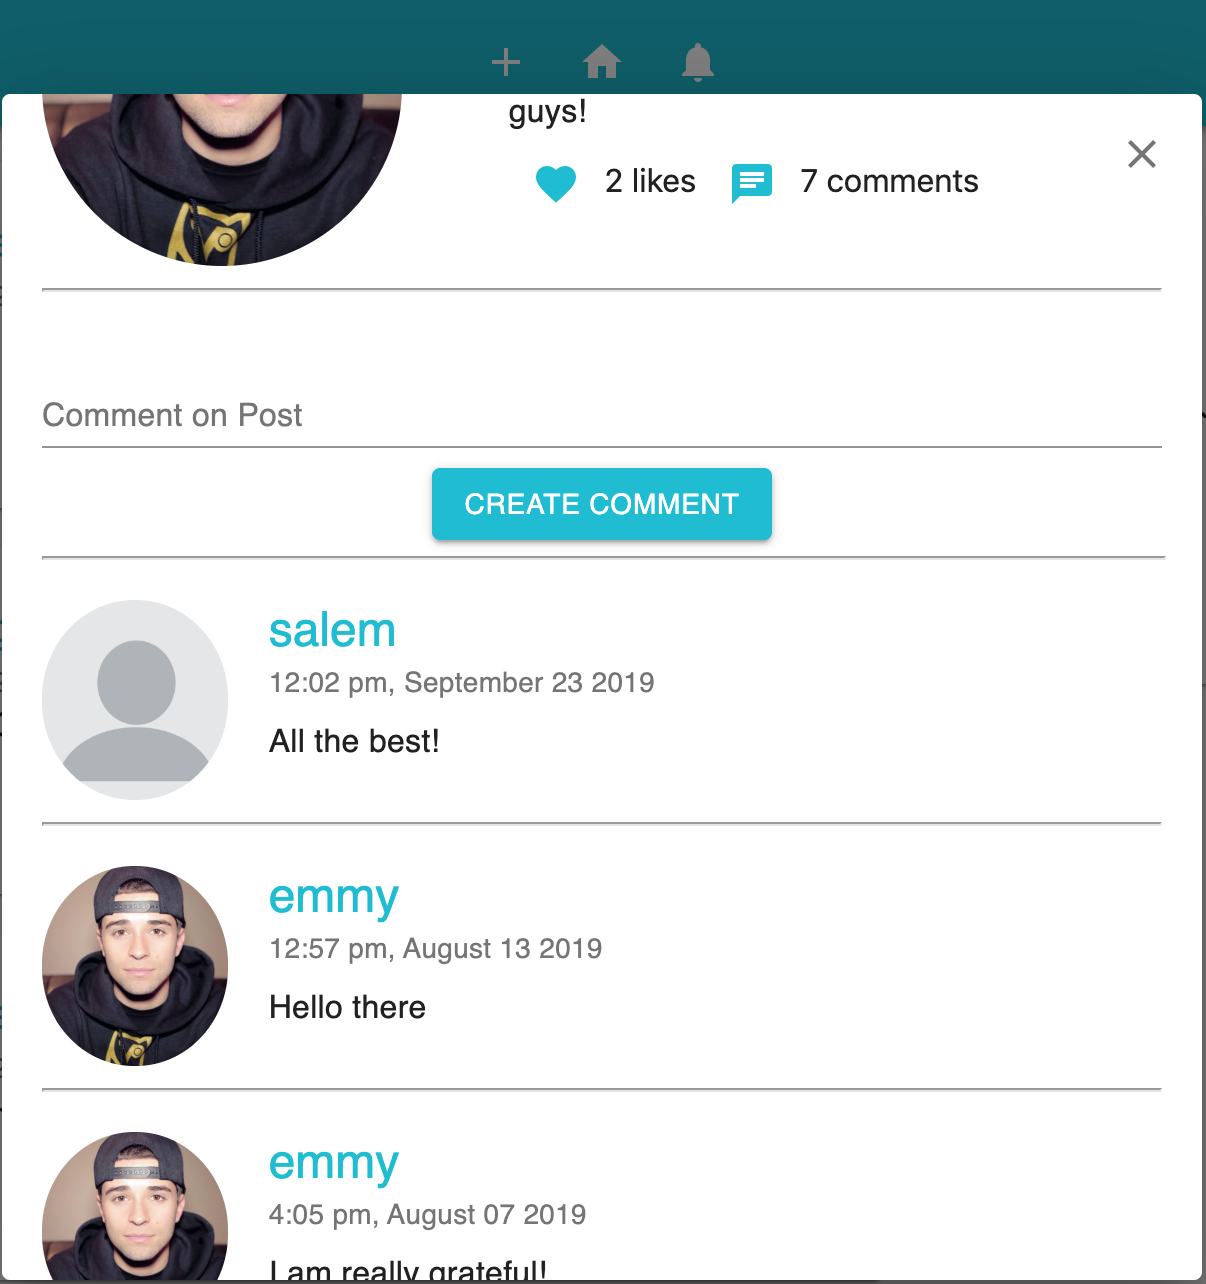 guys!
2 likes 7 comments
Comment on Post
CREATE COMMENT
salem
12:02 pm, September 23 2019
All the best!
emmy
12:57 pm, August 13 2019
Hello there
emmy
4:05 pm, August 07 2019
I am really grateful!